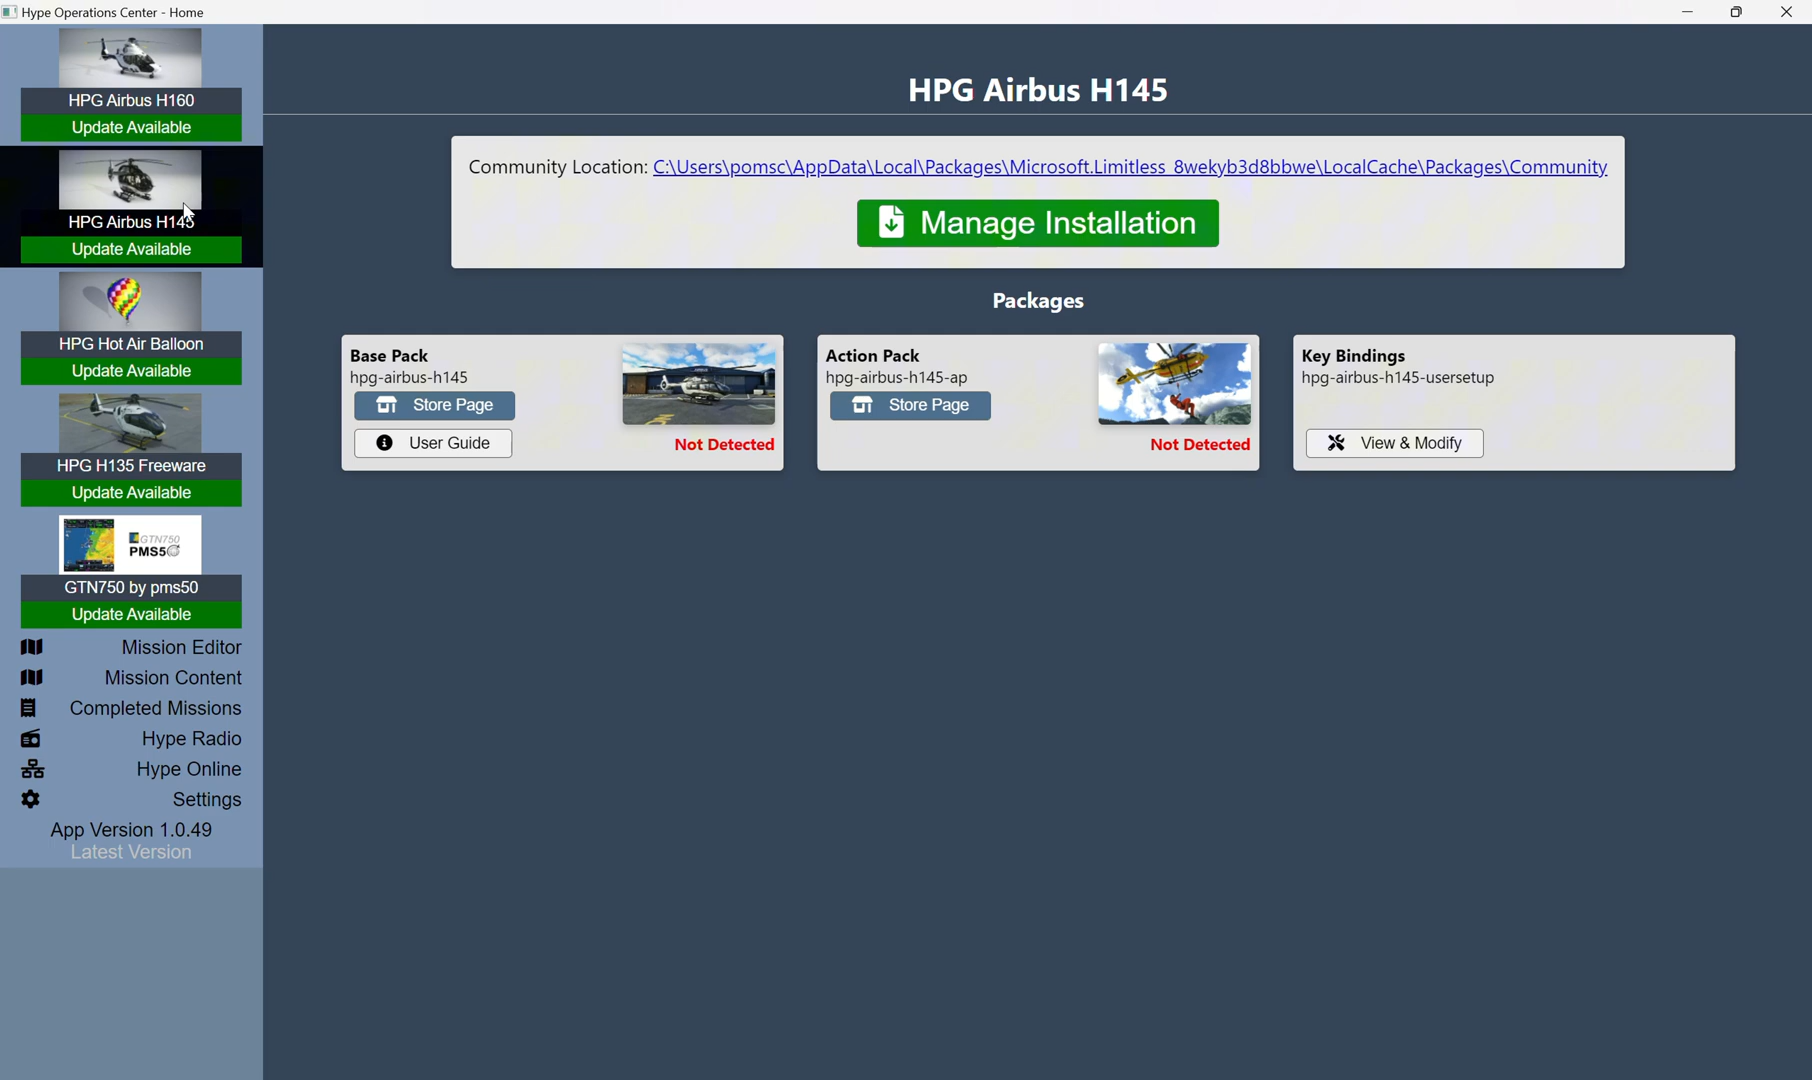 Hype Operations Center - Home
HPG Airbus H160
Update Available
HPG Airbus H145
Update Available
HPG Hot Air Balloon
Update Available
HPG H135 Freeware
Update Available
GTN750
PMS50
GTN750 by pms50
Update Available
Mission Editor
Mission Content
Completed Missions
Hype Radio
Hype Online
Settings
App Version 1.0.49
Latest Version
HPG Airbus H145
Community Location: C:\Users\pomsc\AppData\Local\Packages\Microsoft.Limitless_8wekyb3d8bbwe\LocalCache\Packages\Community
Manage Installation
Packages
Base Pack
hpg-airbus-h145
Store Page
User Guide
Not Detected
Action Pack
hpg-airbus-h145-ap
Store Page
Not Detected
Key Bindings
hpg-airbus-h145-usersetup
View & Modify